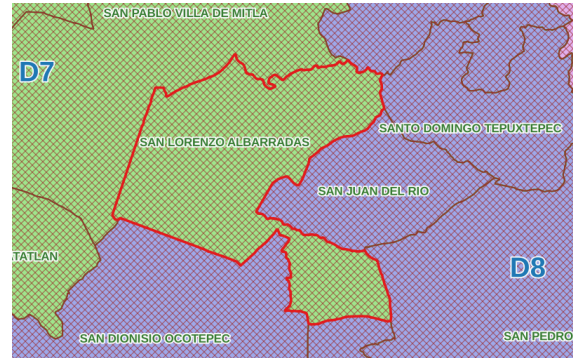 SAN PABLO VILLA DE MITLA
D7
SANTO DOMINGO TEPUXTEPEC
SAN LORENZO ALBARRADAS
SAN JUAN DEL RIO
TATLAN
D8
SAN DIONISIO OCOTEPEC
SAN PEDRO